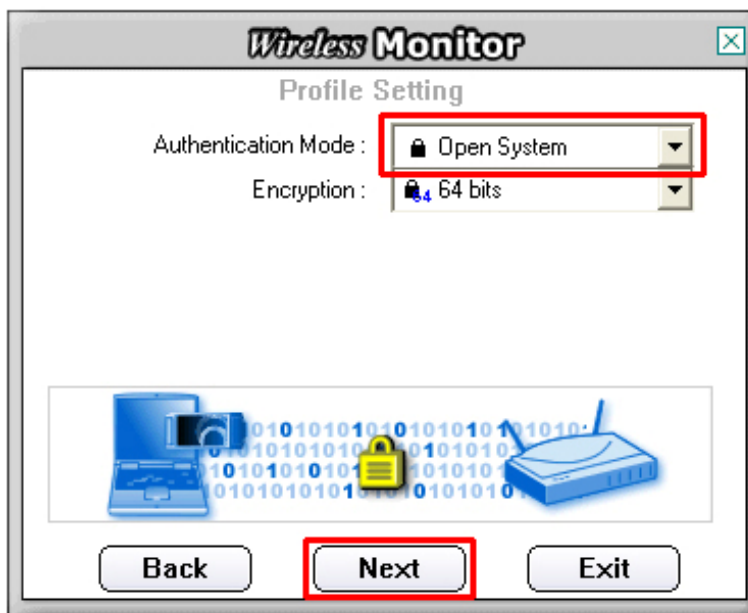 Wireless Monitor
Profile Setting
Authentication Mode : Open System
Encryption : 64 64 bits
Back Next Exit